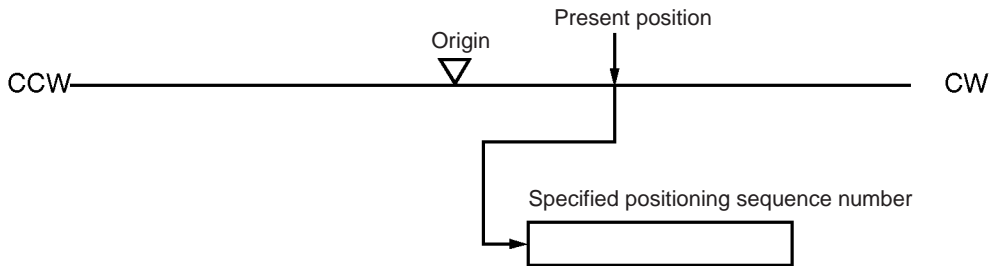 Present position
Origin
CCW
CW
Specified positioning sequence number